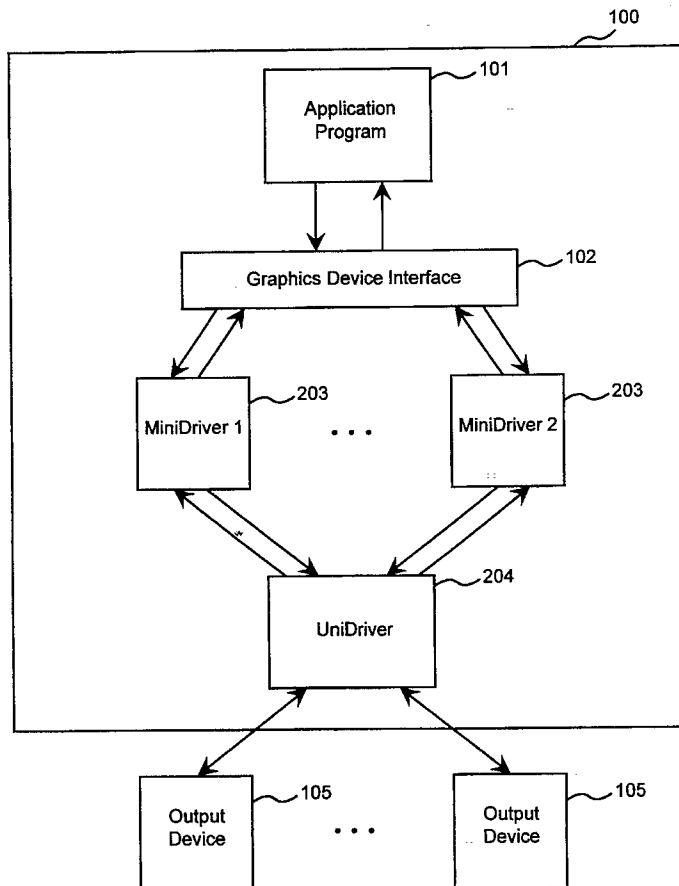 100
101
Application
Program
102
Graphics Device Interface
203
MiniDriver 1
• • •
203
MiniDriver 2
204
UniDriver
105
Output
Device
• • •
105
Output
Device